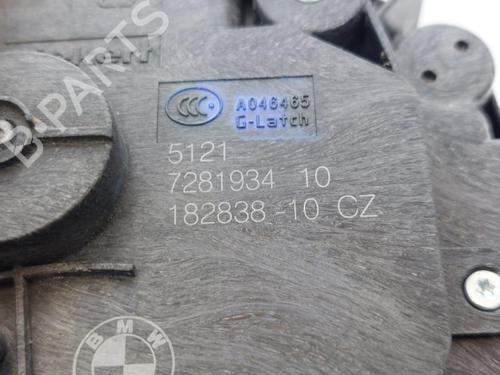 B-PARTS
CCC
A046465
G-Latch
5121
7281934 10
182838-10 CZ
BMW